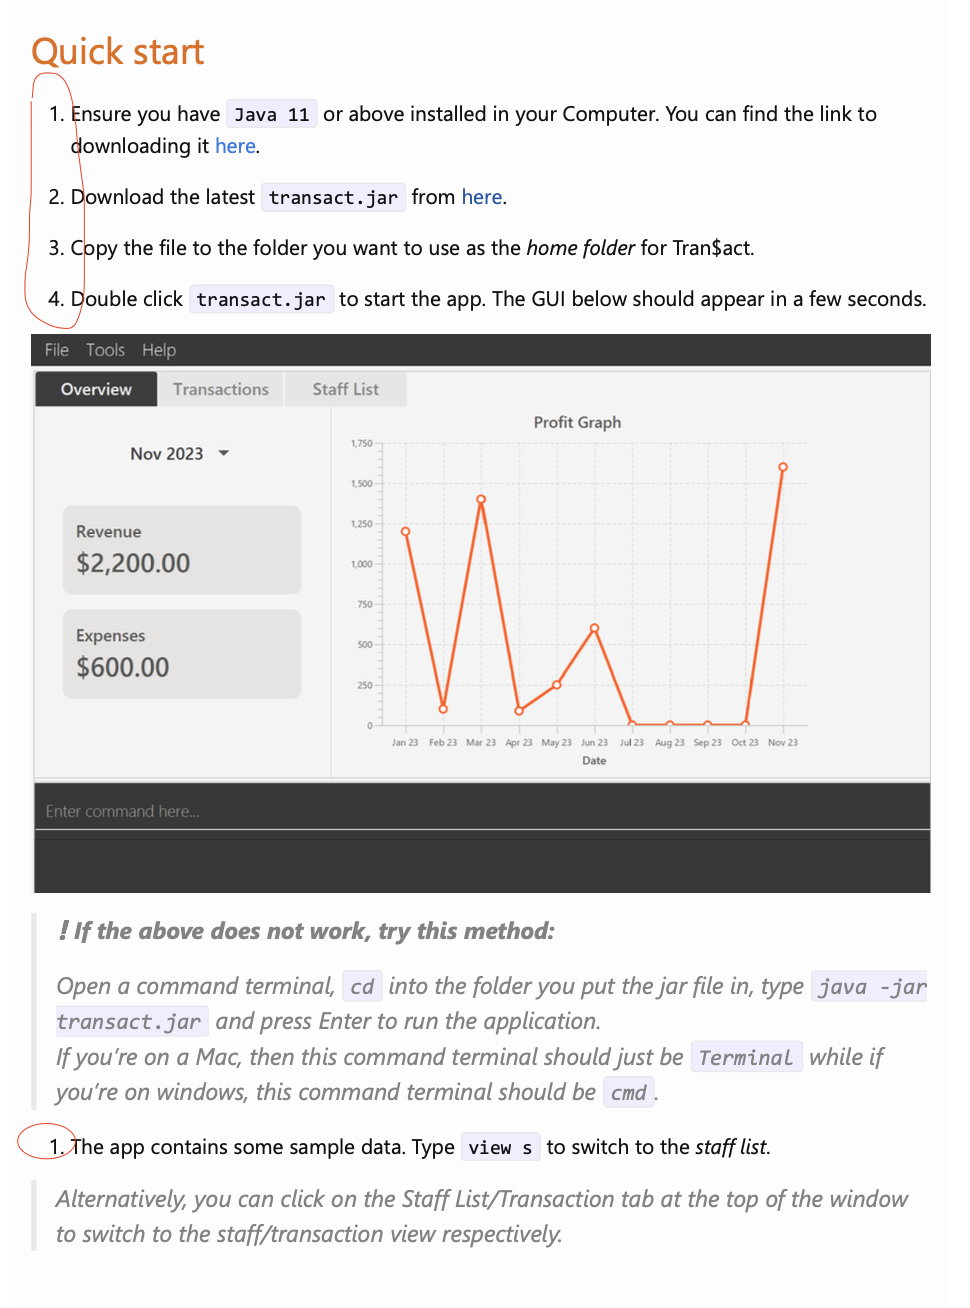 Quick start
1. Ensure you have Java 11 or above installed in your Computer. You can find the link to
downloading it here.
2. Download the latest transact.jar from here.
3. Copy the file to the folder you want to use as the home folder for Tran$act.
4. Double click transact.jar to start the app. The GUI below should appear in a few seconds.
File Tools Help
Overview Transactions Staff List
Nov 2023
Revenue
$2,200.00
Expenses
$600.00
Profit Graph
1,750
1,500
1,250
1,000
750
500
250
0
Jan 23 Feb 23 Mar 23 Apr 23 May 23 Jun 23 Jul 23 Aug 23 Sep 23 Oct 23 Nov 23
Date
Enter command here...
! If the above does not work, try this method:
Open a command terminal, cd into the folder you put the jar file in, type java -jar
transact.jar and press Enter to run the application.
If you're on a Mac, then this command terminal should just be Terminal while if
you're on windows, this command terminal should be cmd.
1. The app contains some sample data. Type view s to switch to the staff list.
Alternatively, you can click on the Staff List/Transaction tab at the top of the window
to switch to the staff/transaction view respectively.